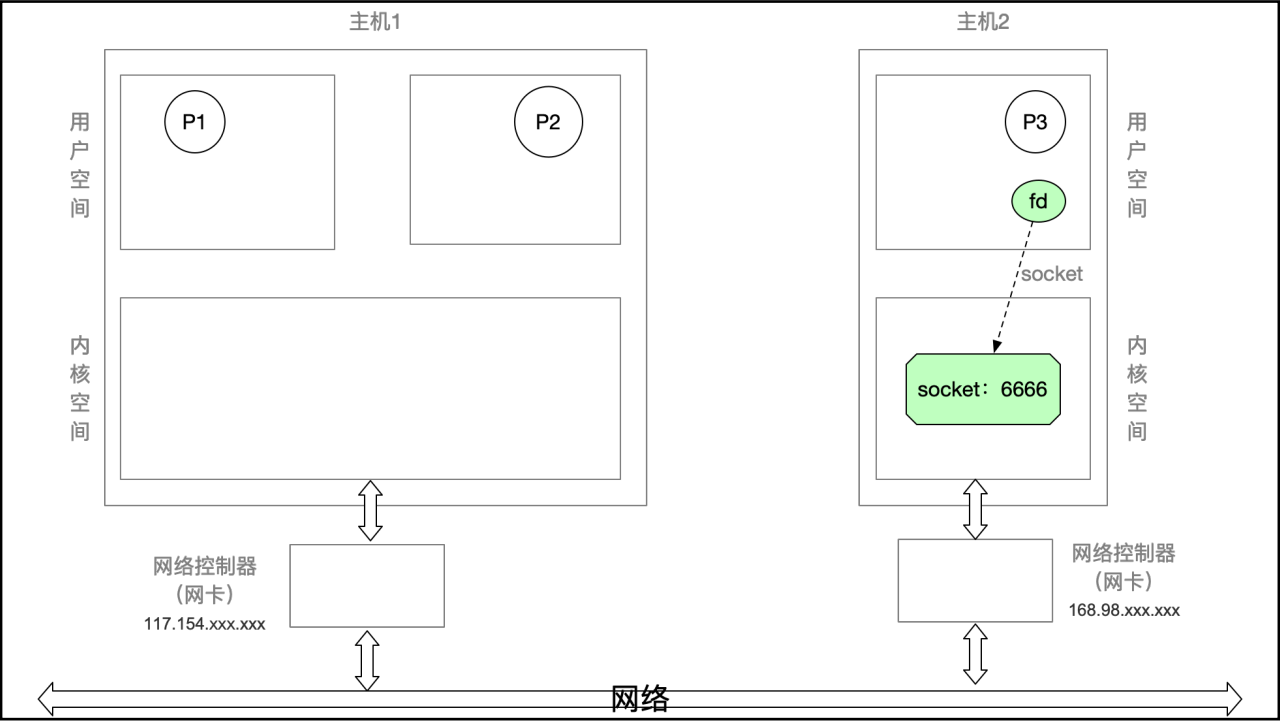 主机1
主机2
用户空间
P1
P2
P3
用户空间
fd
socket
内核空间
socket：6666
内核空间
网络控制器
（网卡）
117.154.xxx.xxx
网络控制器
（网卡）
168.98.xxx.xxx
网络